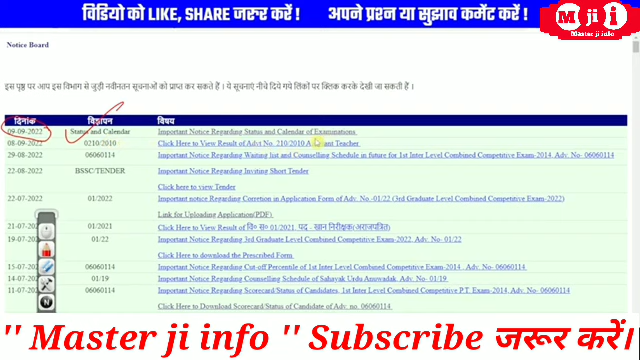 विडियो को LIKE, SHARE जरुर करें ! अपने प्रश्न या सुझाव कमेंट करें !
M ji i
Master ji info
Notice Board
इस पृष्ठ पर आप इस विभाग से जुड़ी नवीनतम सूचनाओं को प्राप्त कर सकते हैं। ये सूचनाएं नीचे दिये गये लिंकों पर क्लिक करके देखी जा सकती हैं।
दिनांक विज्ञापन विषय
09-09-2022 Status and Calendar Important Notice Regarding Status and Calendar of Examinations
08-09-2022 0210/2010 Click Here to View Result of Advt No. 210/2010 Teacher
29-08-2022 06060114 Important Notice Regarding Waiting list and Counselling Schedule in future for 1st Inter Level Combined Competitive Exam-2014, Adv. No- 06060114
22-08-2022 BSSC/TENDER Important Notice Regarding Inviting Short Tender
Click here to view Tender
22-07-2022 01/2022 Important notice Regarding Correction in Application Form of Adv. No.-01/22 (3rd Graduate Level Combined Competitive Exam-2022)
Link for Uploading Application(PDF)
21-07-2022 01/2021 Click Here to View Result of वि० सं० 01/2021, पद - खान निरीक्षक(अराजपत्रित)
19-07-202 01/22 Important Notice Regarding 3rd Graduate Level Combined Competitive Exam-2022, Adv. No-01/22
Click here to download the Prescribed Form
15-07-202 06060114 Important Notice Regarding Cut-off Percentile of 1st Inter Level Combined Competitive Exam-2014 , Adv. No- 06060114
14-07-202 01/19 Important Notice Regarding Counselling Schedule of Sahayak Urdu Anuwadak, Adv. No- 01/19
11-07-202 06060114 Important Notice Regarding Scorecard/Status of Candidates, 1st Inter Level Combined Competitive P.T. Exam-2014, Adv. No- 06060114
Click Here to Download Scorecard/Status of Candidate of Adv. no. 06060114
N
" Master ji info " Subscribe जरूर करें।